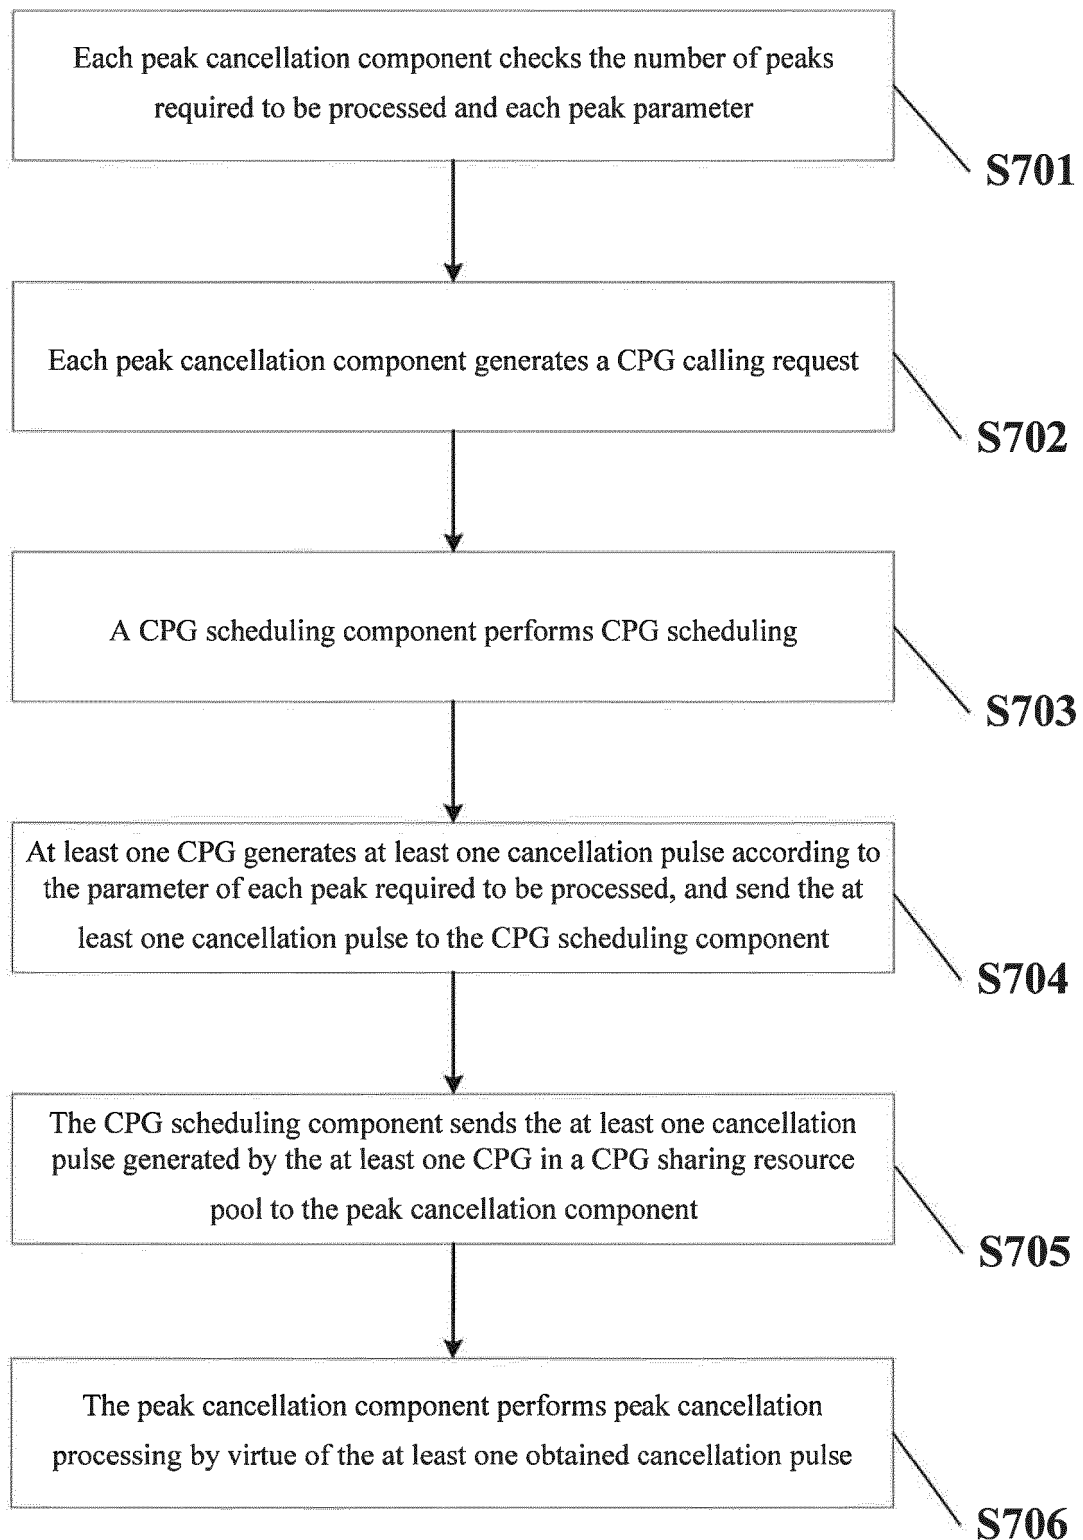 Each peak cancellation component checks the number of peaks
required to be processed and each peak parameter
S701
Each peak cancellation component generates a CPG calling request
S702
A CPG scheduling component performs CPG scheduling
S703
At least one CPG generates at least one cancellation pulse according to
the parameter of each peak required to be processed, and send the at
least one cancellation pulse to the CPG scheduling component
S704
The CPG scheduling component sends the at least one cancellation
pulse generated by the at least one CPG in a CPG sharing resource
pool to the peak cancellation component
S705
The peak cancellation component performs peak cancellation
processing by virtue of the at least one obtained cancellation pulse
S706